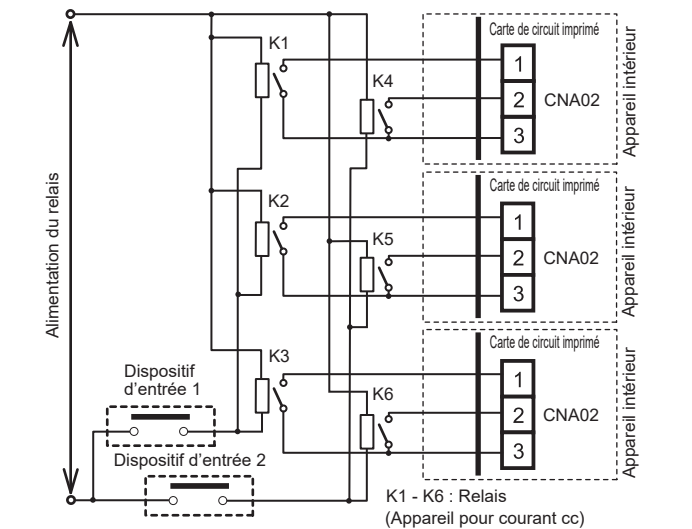 Carte de circuit imprimé
K1
1
K4
2
CNA02
3
Appareil intérieur
Carte de circuit imprimé
K2
1
K5
2
CNA02
3
Appareil intérieur
Alimentation du relais
Carte de circuit imprimé
K3
1
Dispositif
d'entrée 1
K6
2
CNA02
3
Appareil intérieur
Dispositif d'entrée 2
K1 - K6 : Relais
(Appareil pour courant cc)